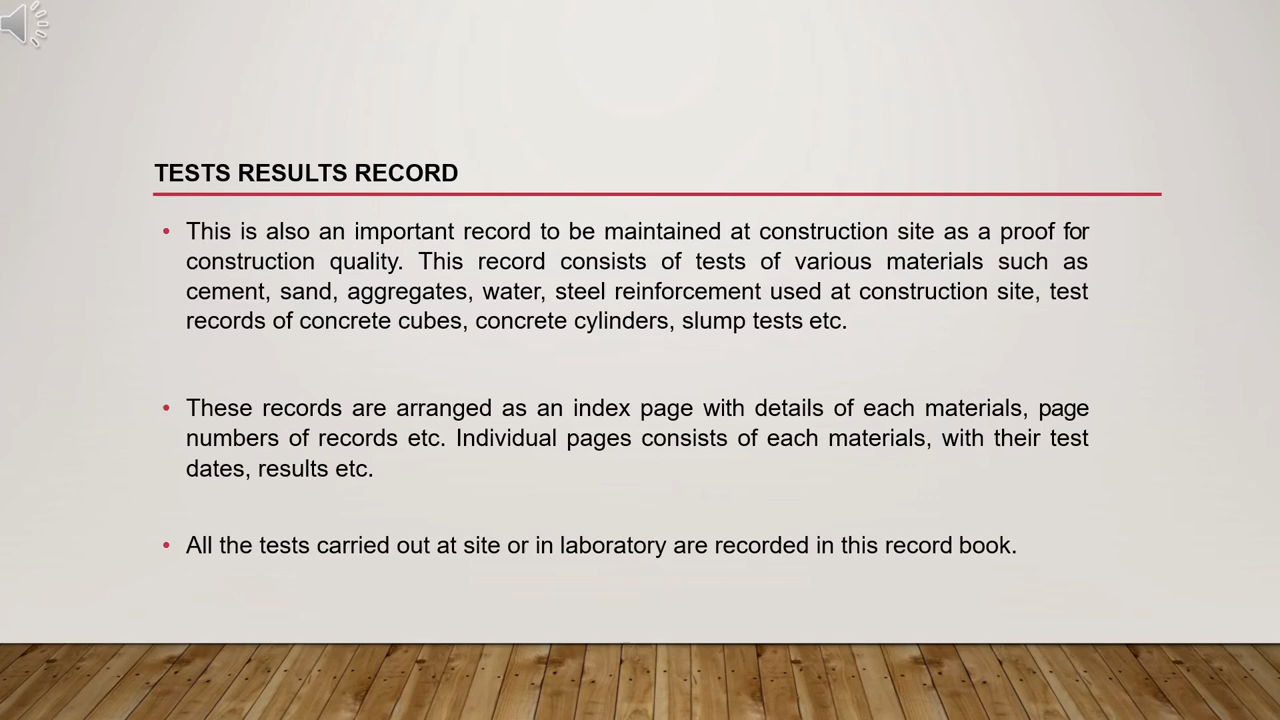 TESTS RESULTS RECORD
• This is also an important record to be maintained at construction site as a proof for
construction quality. This record consists of tests of various materials such as
cement, sand, aggregates, water, steel reinforcement used at construction site, test
records of concrete cubes, concrete cylinders, slump tests etc.
• These records are arranged as an index page with details of each materials, page
numbers of records etc. Individual pages consists of each materials, with their test
dates, results etc.
• All the tests carried out at site or in laboratory are recorded in this record book.